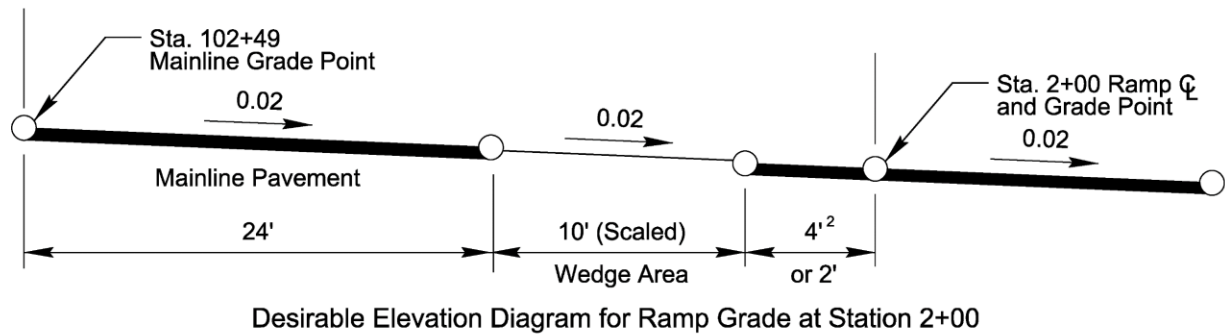 Sta. 102+49
Mainline Grade Point
0.02
0.02
Sta. 2+00 Ramp ℄
and Grade Point
0.02
Mainline Pavement
24'
10' (Scaled)
4'²
Wedge Area
or 2'
Desirable Elevation Diagram for Ramp Grade at Station 2+00